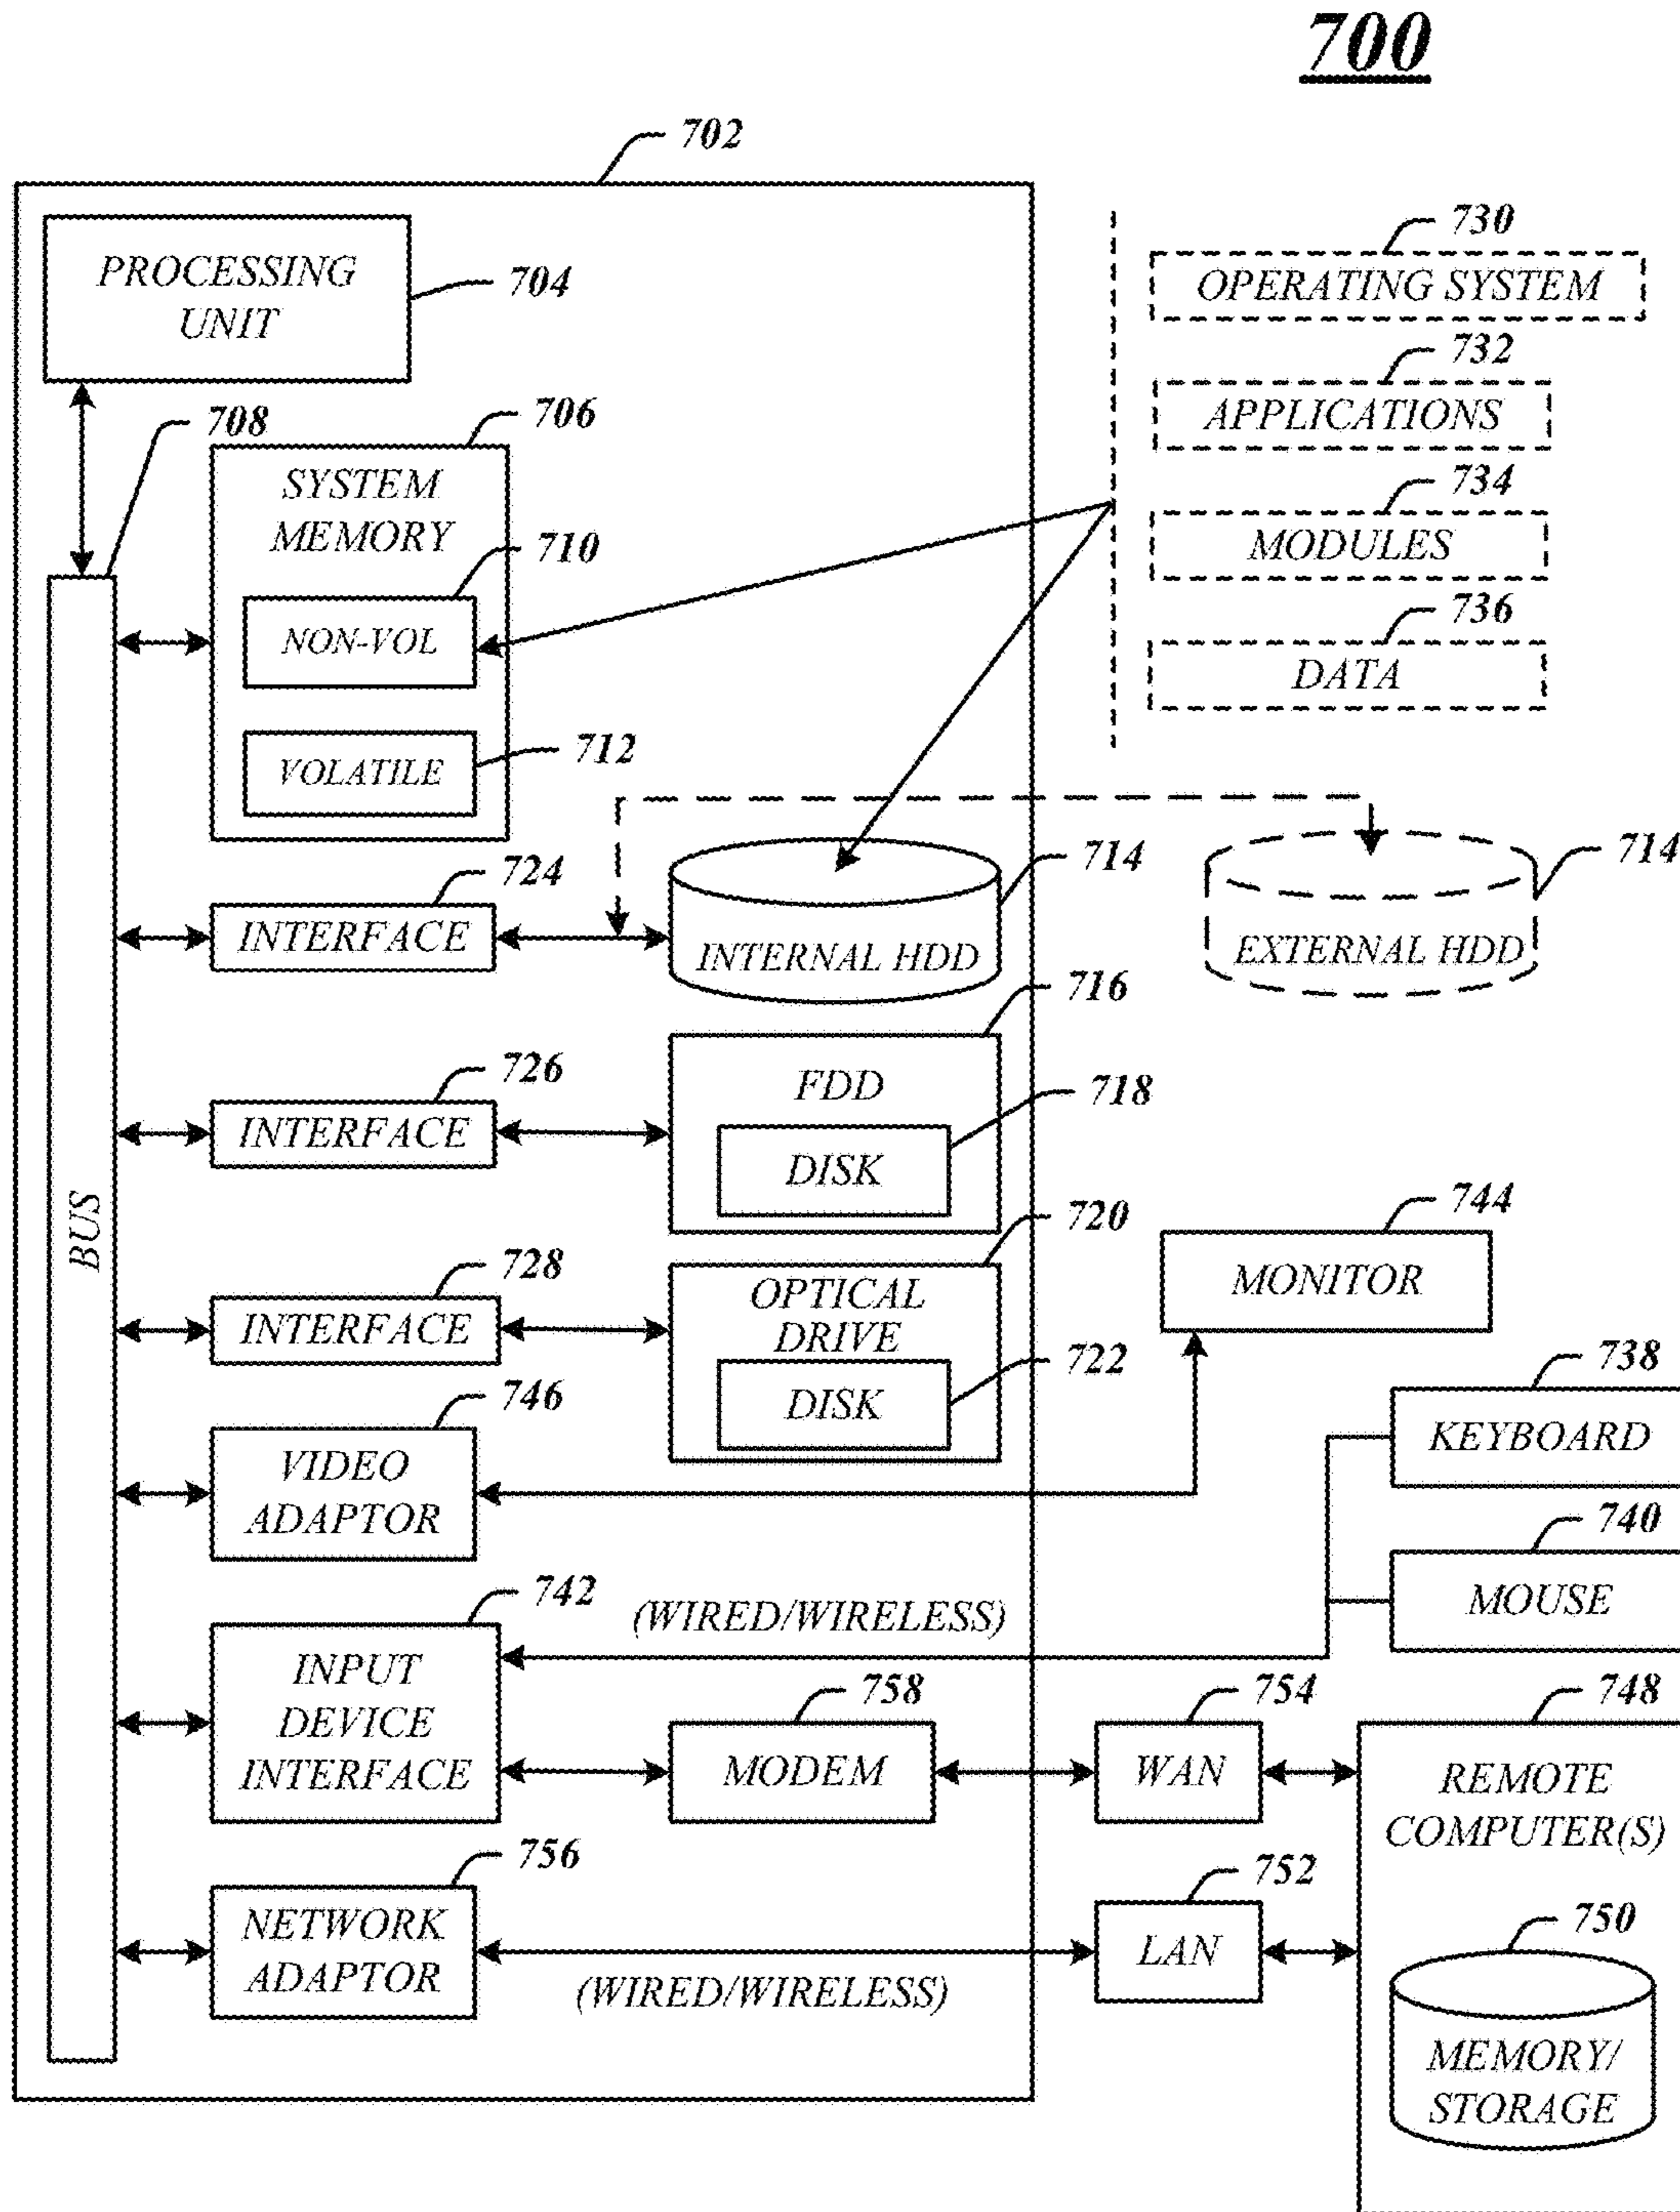 700
702
PROCESSING
UNIT
704
730
OPERATING SYSTEM
732
APPLICATIONS
734
MODULES
736
DATA
708
706
SYSTEM
MEMORY
710
NON-VOL
712
VOLATILE
724
INTERFACE
714
INTERNAL HDD
714
EXTERNAL HDD
716
726
INTERFACE
FDD
718
DISK
BUS
720
728
INTERFACE
OPTICAL
DRIVE
722
DISK
744
MONITOR
746
VIDEO
ADAPTOR
738
KEYBOARD
740
MOUSE
742
(WIRED/WIRELESS)
INPUT
DEVICE
INTERFACE
758
MODEM
754
WAN
748
REMOTE
COMPUTER(S)
756
NETWORK
ADAPTOR
(WIRED/WIRELESS)
752
LAN
750
MEMORY/
STORAGE